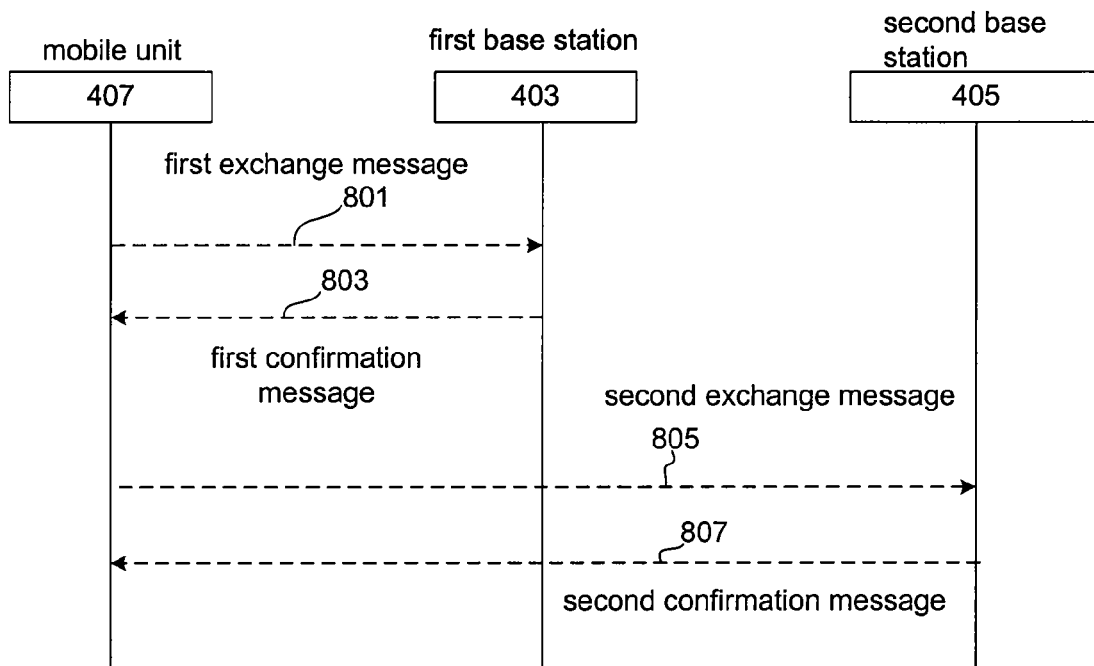 mobile unit
first base station
second base
station
407
403
405
first exchange message
801
803
first confirmation
message
second exchange message
805
807
second confirmation message